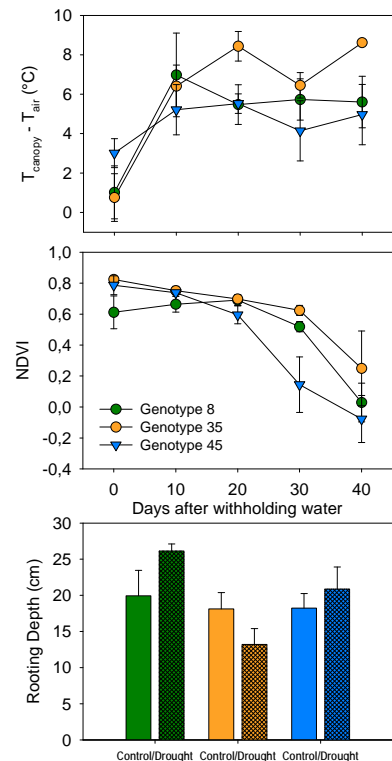 T canopy - T air (°C)
10
8
6
4
2
0
NDVI
1,0
0,8
0,6
0,4
0,2
0,0
-0,2
-0,4
Genotype 8
Genotype 35
Genotype 45
0 10 20 30 40
Days after withholding water
Rooting Depth (cm)
30
25
20
15
10
5
0
Control/Drought Control/Drought Control/Drought